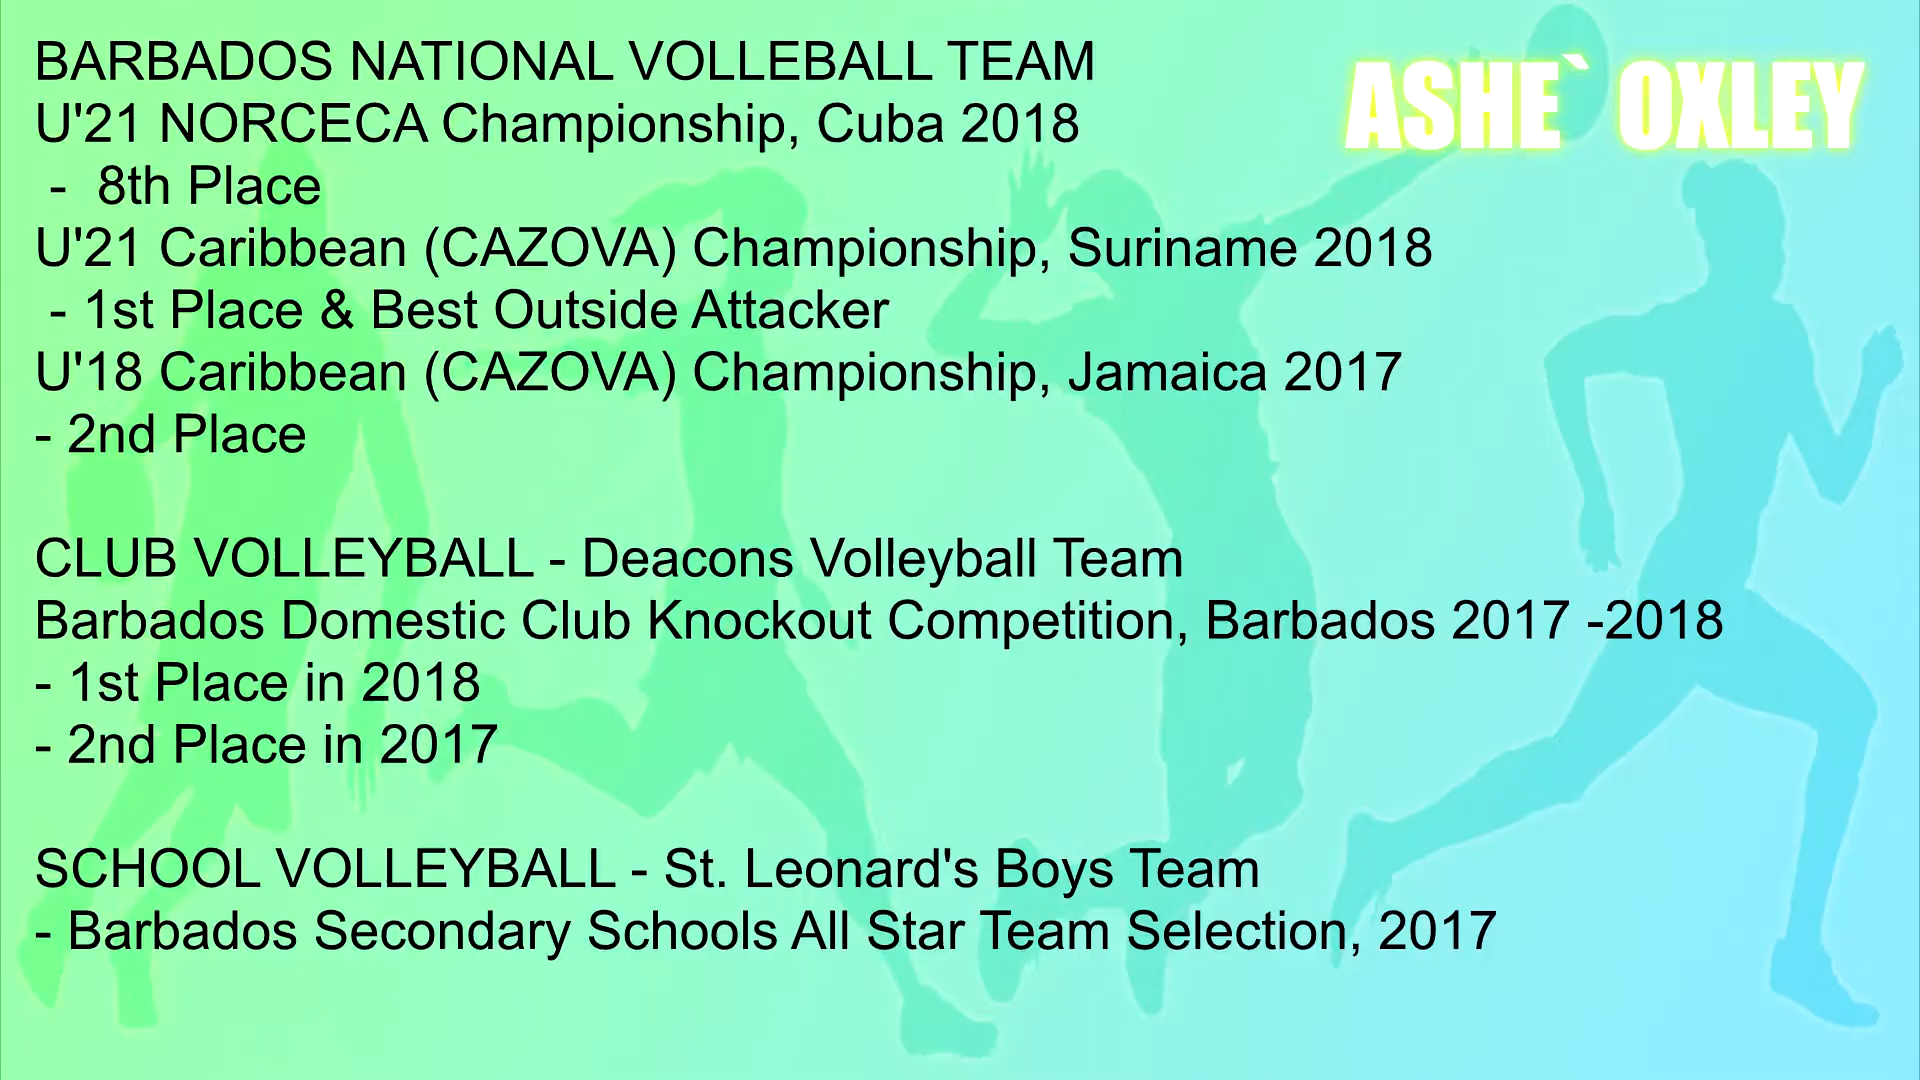 BARBADOS NATIONAL VOLLEBALL TEAM
ASHE` OXLEY
U'21 NORCECA Championship, Cuba 2018
- 8th Place
U'21 Caribbean (CAZOVA) Championship, Suriname 2018
- 1st Place & Best Outside Attacker
U'18 Caribbean (CAZOVA) Championship, Jamaica 2017
- 2nd Place
CLUB VOLLEYBALL - Deacons Volleyball Team
Barbados Domestic Club Knockout Competition, Barbados 2017 -2018
- 1st Place in 2018
- 2nd Place in 2017
SCHOOL VOLLEYBALL - St. Leonard's Boys Team
- Barbados Secondary Schools All Star Team Selection, 2017